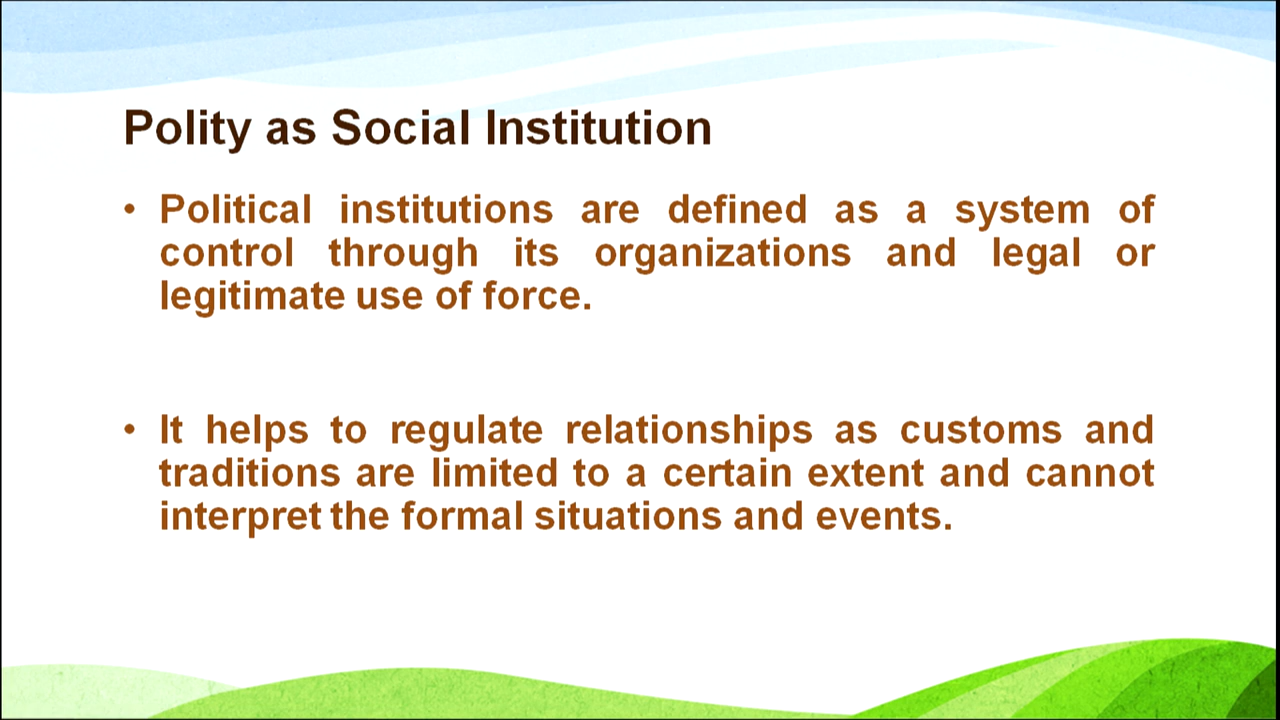 Polity as Social Institution
• Political institutions are defined as a system of
control through its organizations and legal or
legitimate use of force.
• It helps to regulate relationships as customs and
traditions are limited to a certain extent and cannot
interpret the formal situations and events.